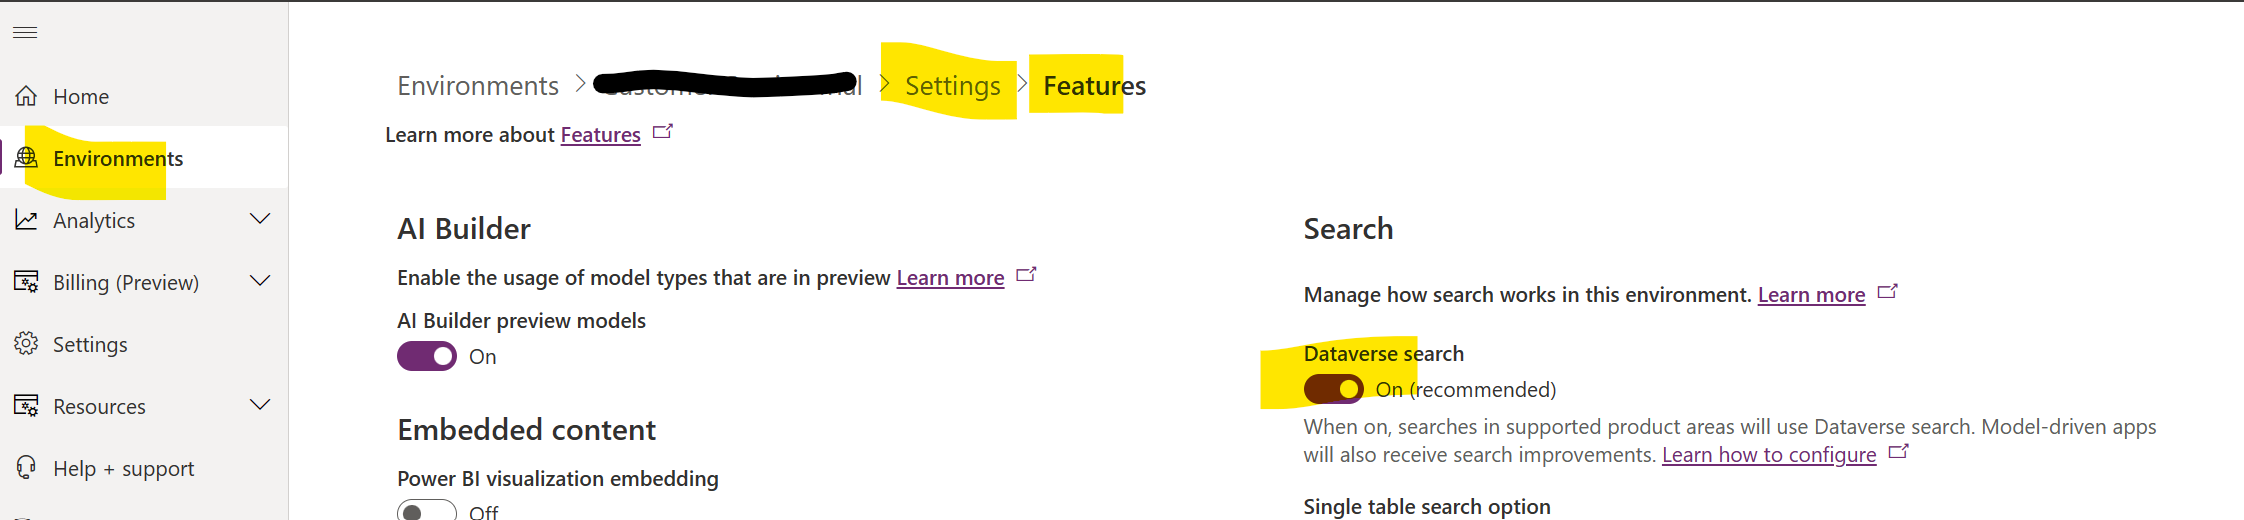 Home
Environments
Analytics
Billing (Preview)
Settings
Resources
Help + support
Environments > > Settings > Features
Learn more about Features
AI Builder
Enable the usage of model types that are in preview Learn more
AI Builder preview models
On
Embedded content
Power BI visualization embedding
Off
Search
Manage how search works in this environment. Learn more
Dataverse search
On (recommended)
When on, searches in supported product areas will use Dataverse search. Model-driven apps
will also receive search improvements. Learn how to configure
Single table search option